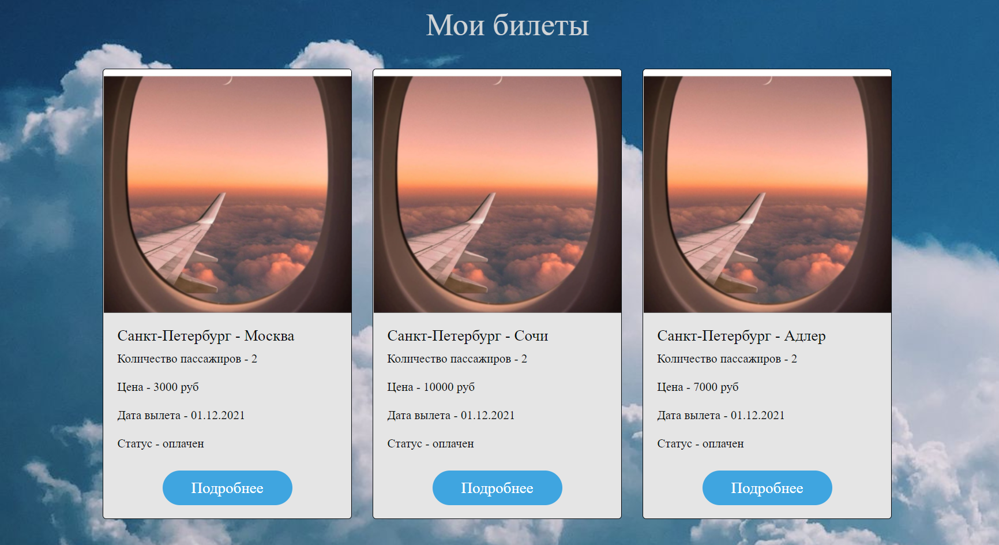 Мои билеты
Санкт-Петербург - Москва
Количество пассажиров - 2
Цена - 3000 руб
Дата вылета - 01.12.2021
Статус - оплачен
Подробнее
Санкт-Петербург - Сочи
Количество пассажиров - 2
Цена - 10000 руб
Дата вылета - 01.12.2021
Статус - оплачен
Подробнее
Санкт-Петербург - Адлер
Количество пассажиров - 2
Цена - 7000 руб
Дата вылета - 01.12.2021
Статус - оплачен
Подробнее